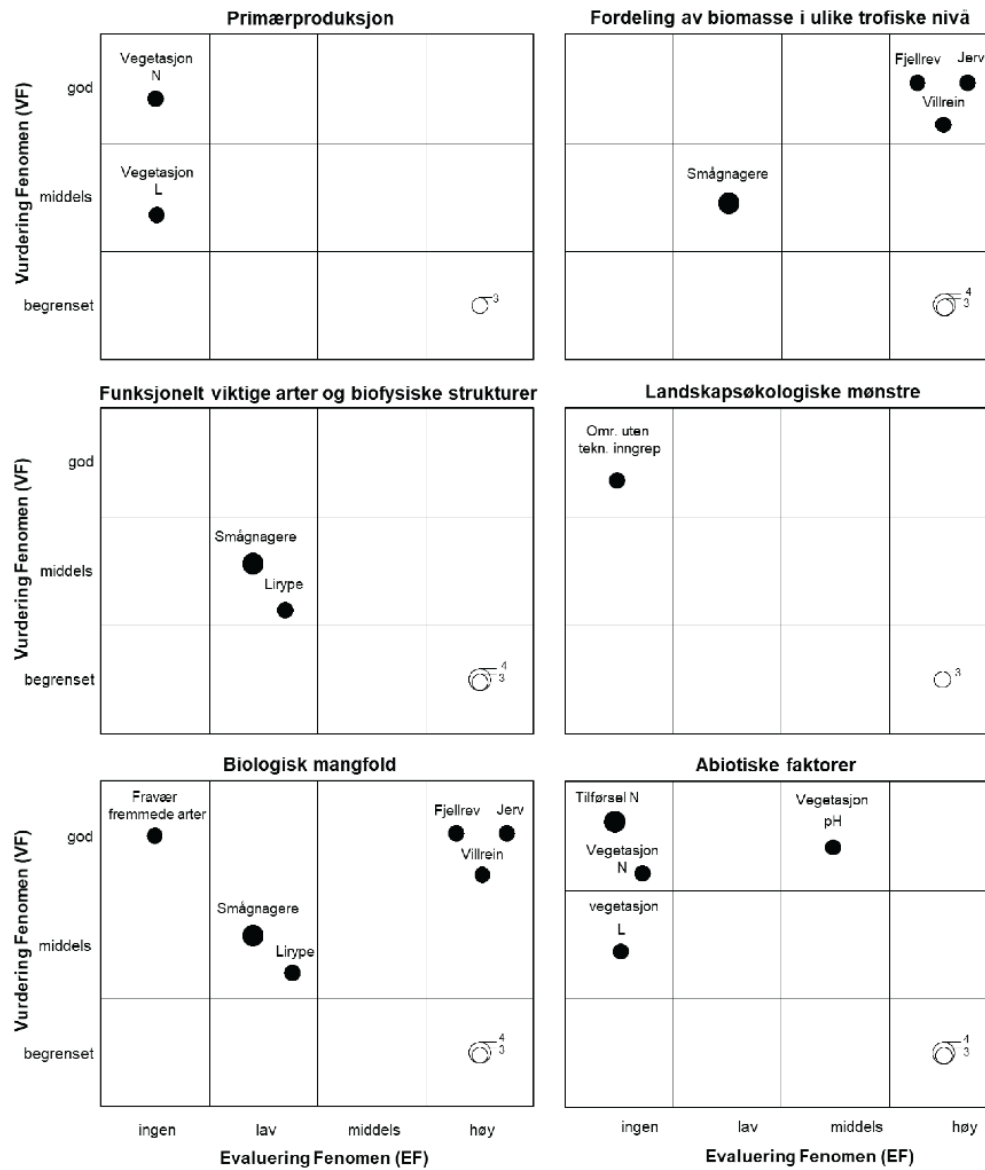 Primærproduksjon
Vurdering Fenomen (VF)
god
middels
begrenset
Vegetasjon
N
Vegetasjon
L
3
Fordeling av biomasse i ulike trofiske nivå
Fjellrev Jerv
Villrein
Smågnagere
4
3
Funksjonelt viktige arter og biofysiske strukturer
Vurdering Fenomen (VF)
god
middels
begrenset
Smågnagere
Lirype
4
3
Landskapsøkologiske mønstre
Omr. uten
tekn. inngrep
3
Biologisk mangfold
Vurdering Fenomen (VF)
god
middels
begrenset
Fravær
fremmede arter
Fjellrev Jerv
Villrein
Smågnagere
Lirype
4
3
ingen lav middels høy
Evaluering Fenomen (EF)
Abiotiske faktorer
Tilførsel N
Vegetasjon
pH
Vegetasjon
N
vegetasjon
L
4
3
ingen lav middels høy
Evaluering Fenomen (EF)